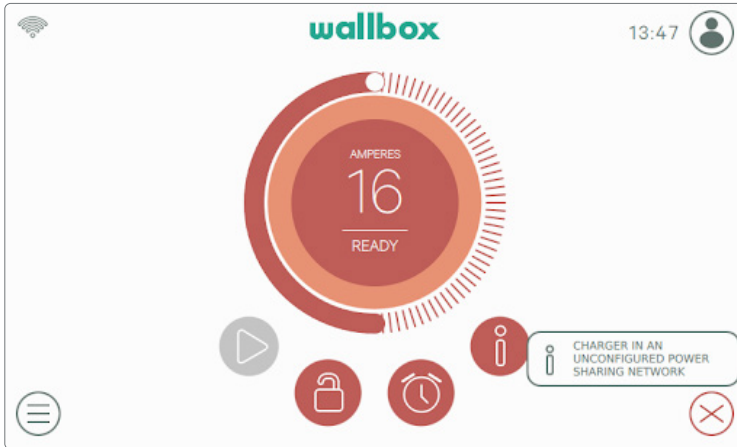 wallbox
13:47
AMPERES
16
READY
CHARGER IN AN
UNCONFIGURED POWER
SHARING NETWORK